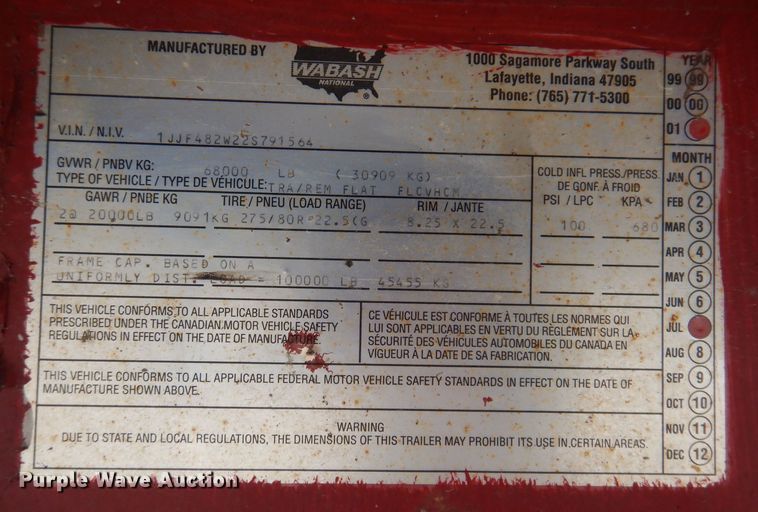 MANUFACTURED BY
WABASH
NATIONAL
®
1000 Sagamore Parkway South
Lafayette, Indiana 47905
Phone: (765) 771-5300
YEAR
99 99
00 00
01
V.I.N. / N.I.V. 1JJF482W22S791564
GVWR / PNBV KG: 68000 LB ( 30909 KG)
TYPE OF VEHICLE / TYPE DE VÉHICULE: TRA/REM FLAT FLCVHCM
GAWR / PNBE KG TIRE / PNEU (LOAD RANGE) RIM / JANTE
2@ 20000LB 9091KG 275/80R 22.5(G 8.25 X 22.5
COLD INFL PRESS./PRESS.
DE GONF. À FROID
PSI / LPC KPA
100 680
FRAME CAP. BASED ON A
UNIFORMLY DIST. LOAD = 100000 LB 45455 KG
THIS VEHICLE CONFORMS TO ALL APPLICABLE STANDARDS
PRESCRIBED UNDER THE CANADIAN MOTOR VEHICLE SAFETY
REGULATIONS IN EFFECT ON THE DATE OF MANUFACTURE.
CE VÉHICULE EST CONFORME À TOUTES LES NORMES QUI
LUI SONT APPLICABLES EN VERTU DU RÈGLEMENT SUR LA
SÉCURITÉ DES VÉHICULES AUTOMOBILES DU CANADA EN
VIGUEUR À LA DATE DE SA FABRICATION.
THIS VEHICLE CONFORMS TO ALL APPLICABLE FEDERAL MOTOR VEHICLE SAFETY STANDARDS IN EFFECT ON THE DATE OF
MANUFACTURE SHOWN ABOVE.
WARNING
DUE TO STATE AND LOCAL REGULATIONS, THE DIMENSIONS OF THIS TRAILER MAY PROHIBIT ITS USE IN CERTAIN AREAS.
MONTH
JAN 1
FEB 2
MAR 3
APR 4
MAY 5
JUN 6
JUL
AUG 8
SEP 9
OCT 10
NOV 11
DEC 12
Purple Wave Auction